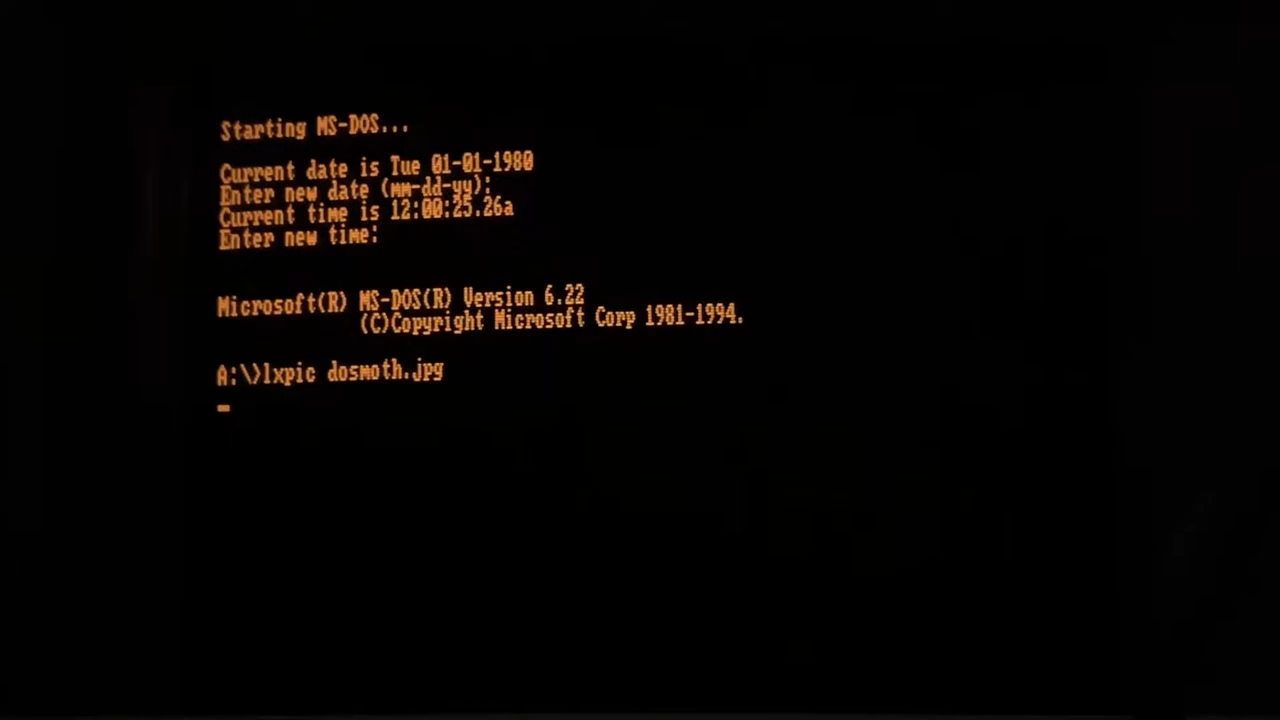 Starting MS-DOS...
Current date is Tue 01-01-1980
Enter new date (mm-dd-yy):
Current time is 12:00:25.26a
Enter new time:
Microsoft(R) MS-DOS(R) Version 6.22
(C)Copyright Microsoft Corp 1981-1994.
A:\>lxpic dosmoth.jpg